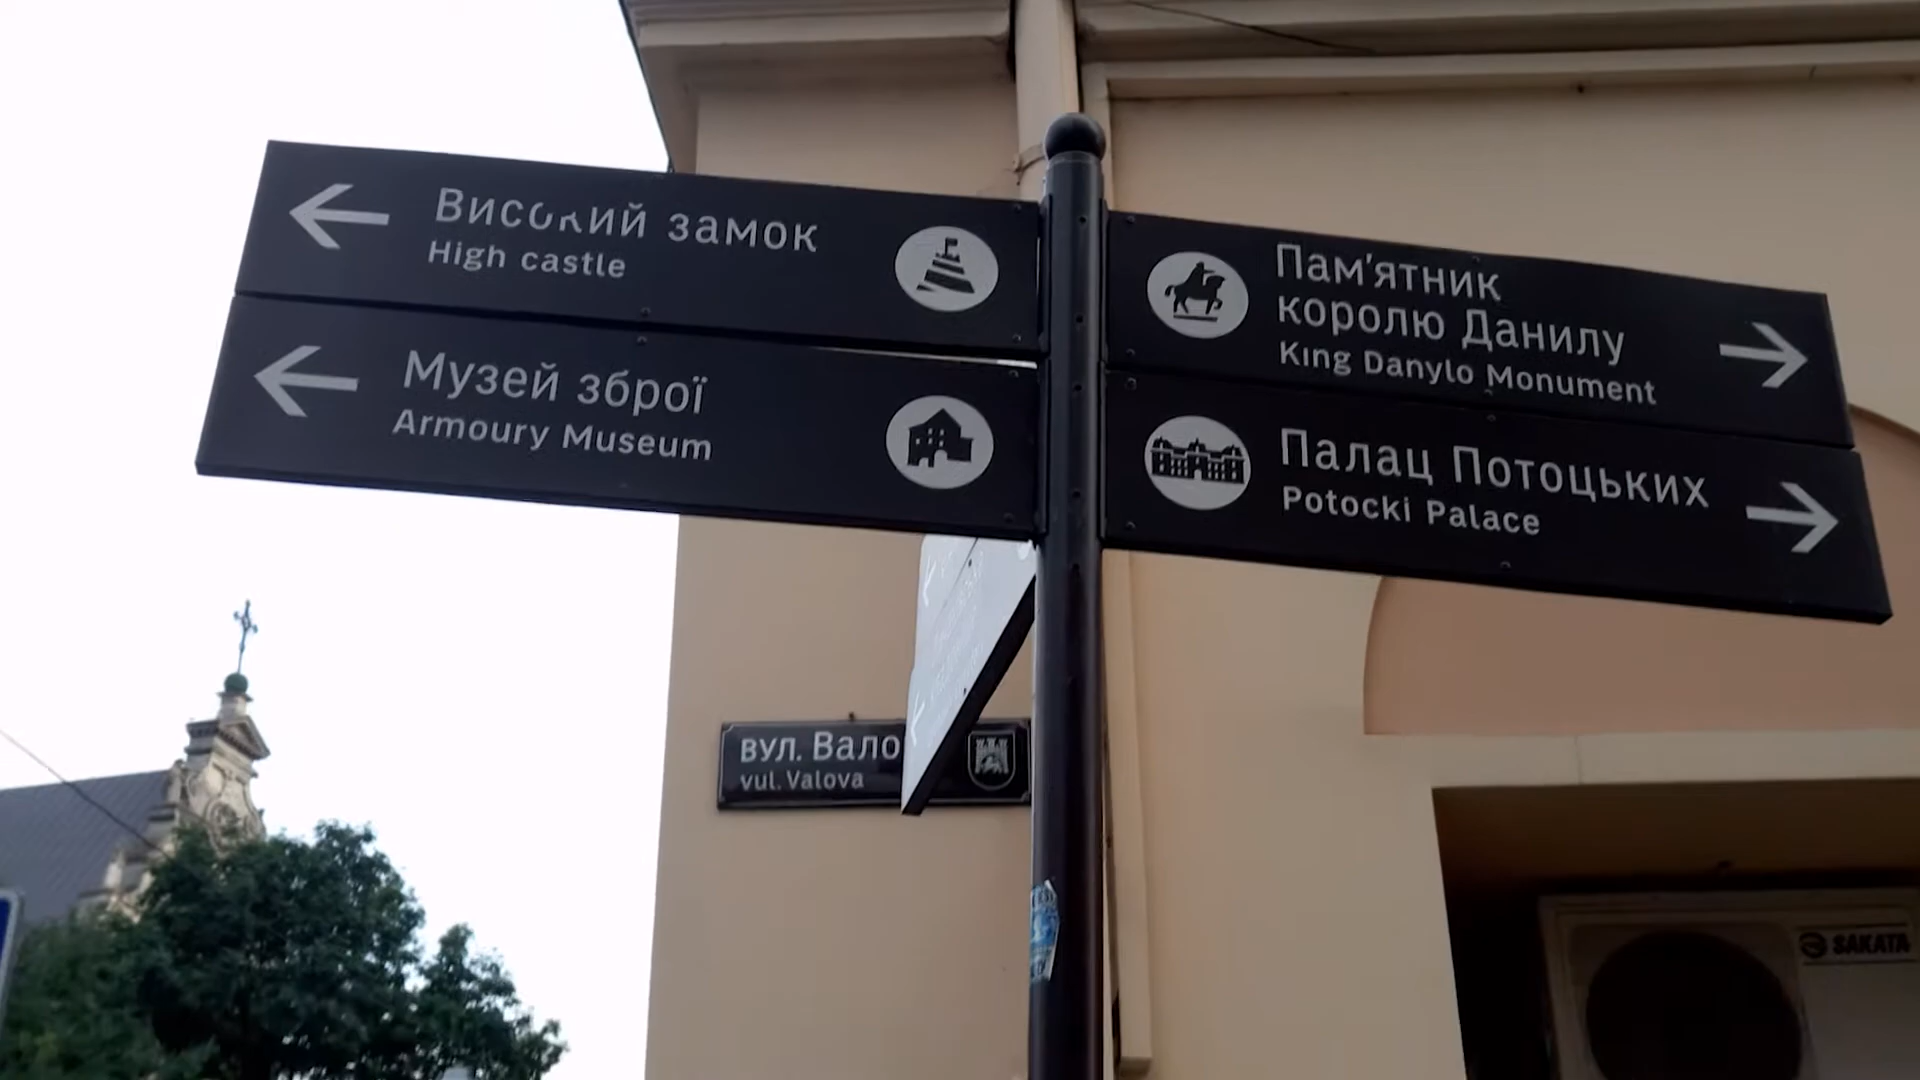 Високий замок
High castle
Музей зброї
Armoury Museum
Пам'ятник
королю Данилу
King Danylo Monument
Палац Потоцьких
Potocki Palace
вул.
vul. Valova
SAKATA